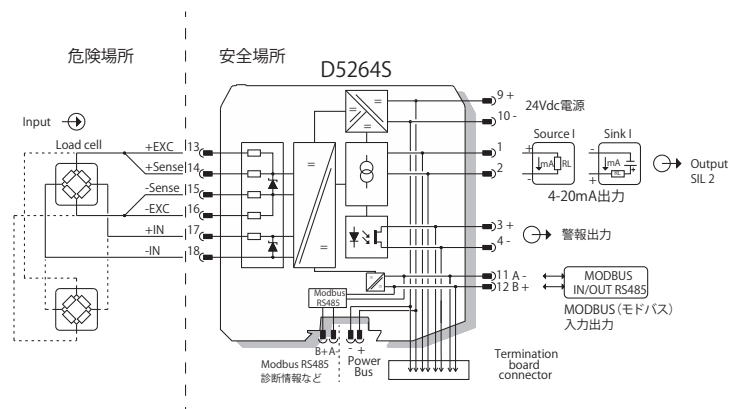 危険場所
安全場所
D5264S
Input
Load cell
+EXC 13
+Sense 14
-Sense 15
-EXC 16
+IN 17
-IN 18
9 +
10 -
24Vdc電源
1
2
Source I
Sink I
+
-
mA
RL
-
+
mA
RL
4-20mA出力
Output
SIL 2
3 +
4 -
警報出力
11 A -
12 B +
MODBUS
IN/OUT RS485
MODBUS（モドバス）
入力出力
Modbus
RS485
B+ A-
- +
Modbus RS485
診断情報など
Power
Bus
Termination
board
connector